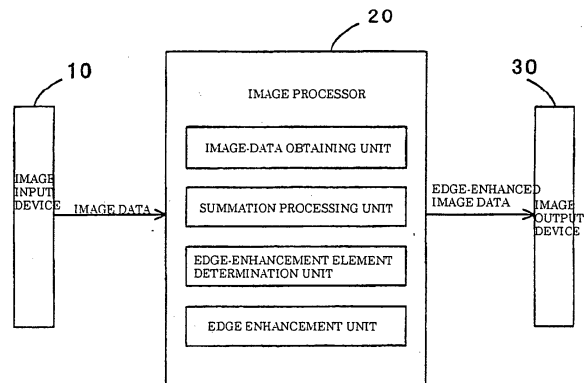 20
10
30
IMAGE PROCESSOR
IMAGE-DATA OBTAINING UNIT
IMAGE
INPUT
DEVICE
IMAGE DATA
SUMMATION PROCESSING UNIT
EDGE-ENHANCED
IMAGE DATA
IMAGE
OUTPUT
DEVICE
EDGE-ENHANCEMENT ELEMENT
DETERMINATION UNIT
EDGE ENHANCEMENT UNIT